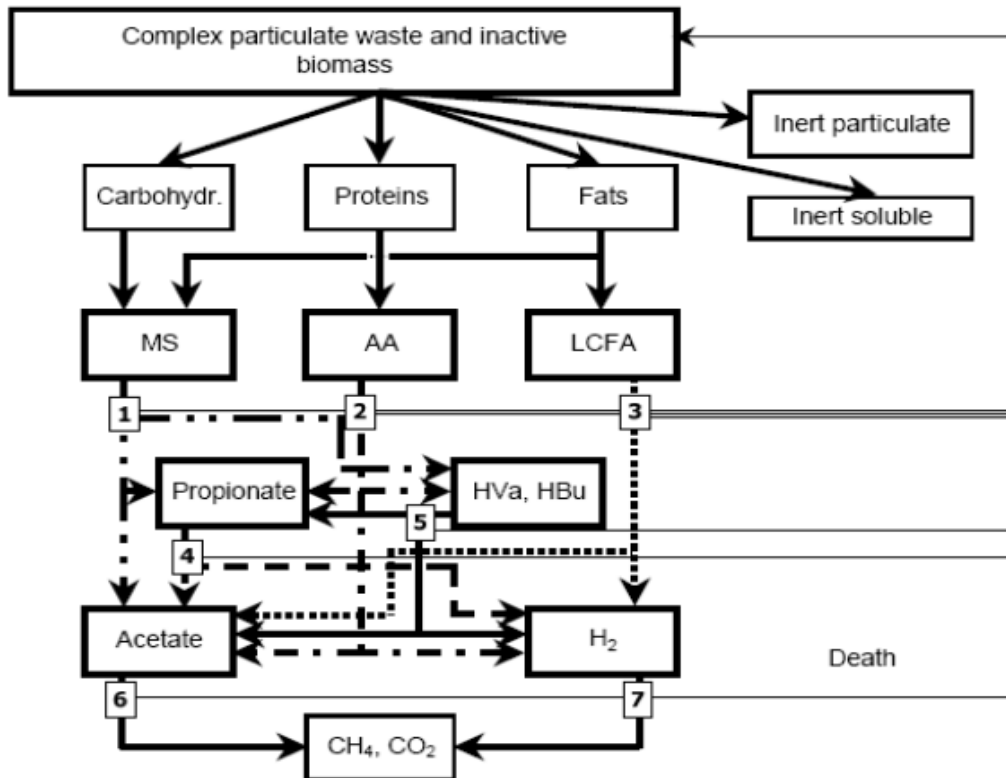 Complex particulate waste and inactive
biomass
Inert particulate
Carbohydr.
Proteins
Fats
Inert soluble
MS
AA
LCFA
1
2
3
Propionate
HVa, HBu
5
4
Acetate
H₂
Death
6
7
CH₄, CO₂